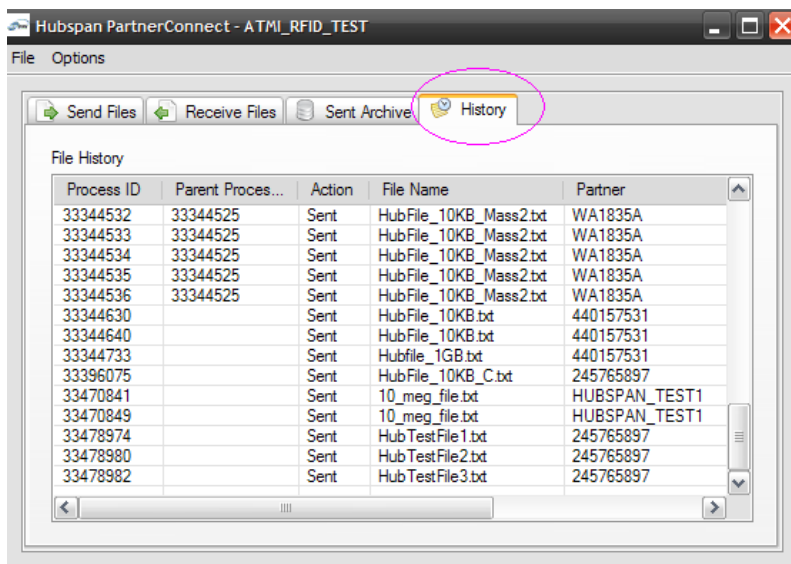 Hubspan PartnerConnect - ATMI_RFID_TEST
File Options
Send Files Receive Files Sent Archive History
File History
Process ID Parent Proces... Action File Name Partner
33344532 33344525 Sent HubFile_10KB_Mass2.txt WA1835A
33344533 33344525 Sent HubFile_10KB_Mass2.txt WA1835A
33344534 33344525 Sent HubFile_10KB_Mass2.txt WA1835A
33344535 33344525 Sent HubFile_10KB_Mass2.txt WA1835A
33344536 33344525 Sent HubFile_10KB_Mass2.txt WA1835A
33344630 Sent HubFile_10KB.txt 440157531
33344640 Sent HubFile_10KB.txt 440157531
33344733 Sent Hubfile_1GB.txt 440157531
33396075 Sent HubFile_10KB_C.txt 245765897
33470841 Sent 10_meg_file.txt HUBSPAN_TEST1
33470849 Sent 10_meg_file.txt HUBSPAN_TEST1
33478974 Sent HubTestFile1.txt 245765897
33478980 Sent HubTestFile2.txt 245765897
33478982 Sent HubTestFile3.txt 245765897